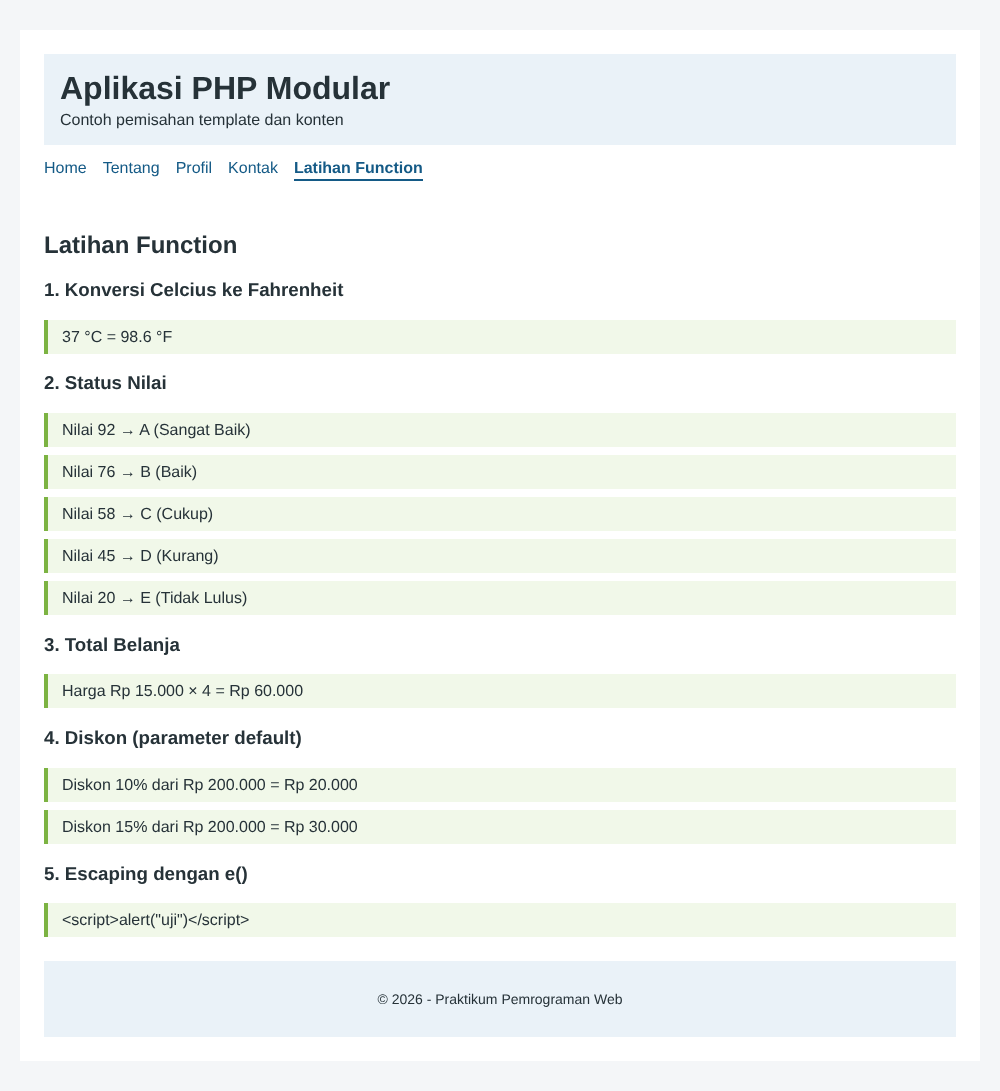 Aplikasi PHP Modular
Contoh pemisahan template dan konten
Home Tentang Profil Kontak Latihan Function
Latihan Function
1. Konversi Celcius ke Fahrenheit
37 °C = 98.6 °F
2. Status Nilai
Nilai 92 → A (Sangat Baik)
Nilai 76 → B (Baik)
Nilai 58 → C (Cukup)
Nilai 45 → D (Kurang)
Nilai 20 → E (Tidak Lulus)
3. Total Belanja
Harga Rp 15.000 × 4 = Rp 60.000
4. Diskon (parameter default)
Diskon 10% dari Rp 200.000 = Rp 20.000
Diskon 15% dari Rp 200.000 = Rp 30.000
5. Escaping dengan e()
<script>alert("uji")</script>
© 2026 - Praktikum Pemrograman Web